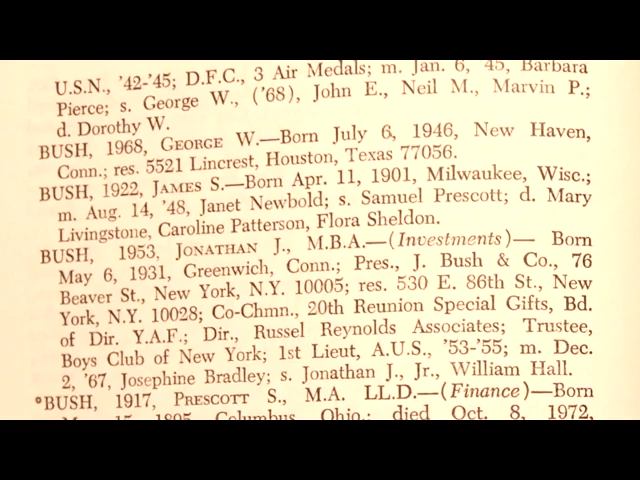 U.S.N., '42-'45; D.F.C., 3 Air Medals; m. Jan. 6, '45, Barbara
Pierce; s. George W., ('68), John E., Neil M., Marvin P.;
d. Dorothy W.
BUSH, 1968, GEORGE W.—Born July 6, 1946, New Haven,
Conn.; res. 5521 Lincrest, Houston, Texas 77056.
BUSH, 1922, JAMES S.—Born Apr. 11, 1901, Milwaukee, Wisc.;
m. Aug. 14, '48, Janet Newbold; s. Samuel Prescott; d. Mary
Livingstone, Caroline Patterson, Flora Sheldon.
BUSH, 1953, JONATHAN J., M.B.A.—(Investments)— Born
May 6, 1931, Greenwich, Conn.; Pres., J. Bush & Co., 76
Beaver St., New York, N.Y. 10005; res. 530 E. 86th St., New
York, N.Y. 10028; Co-Chmn., 20th Reunion Special Gifts, Bd.
of Dir. Y.A.F.; Dir., Russel Reynolds Associates; Trustee,
Boys Club of New York; 1st Lieut, A.U.S., '53-'55; m. Dec.
2, '67, Josephine Bradley; s. Jonathan J., Jr., William Hall.
°BUSH, 1917, PRESCOTT S., M.A. LL.D.—(Finance)—Born
May 15, 1895, Columbus, Ohio.; died Oct. 8, 1972,